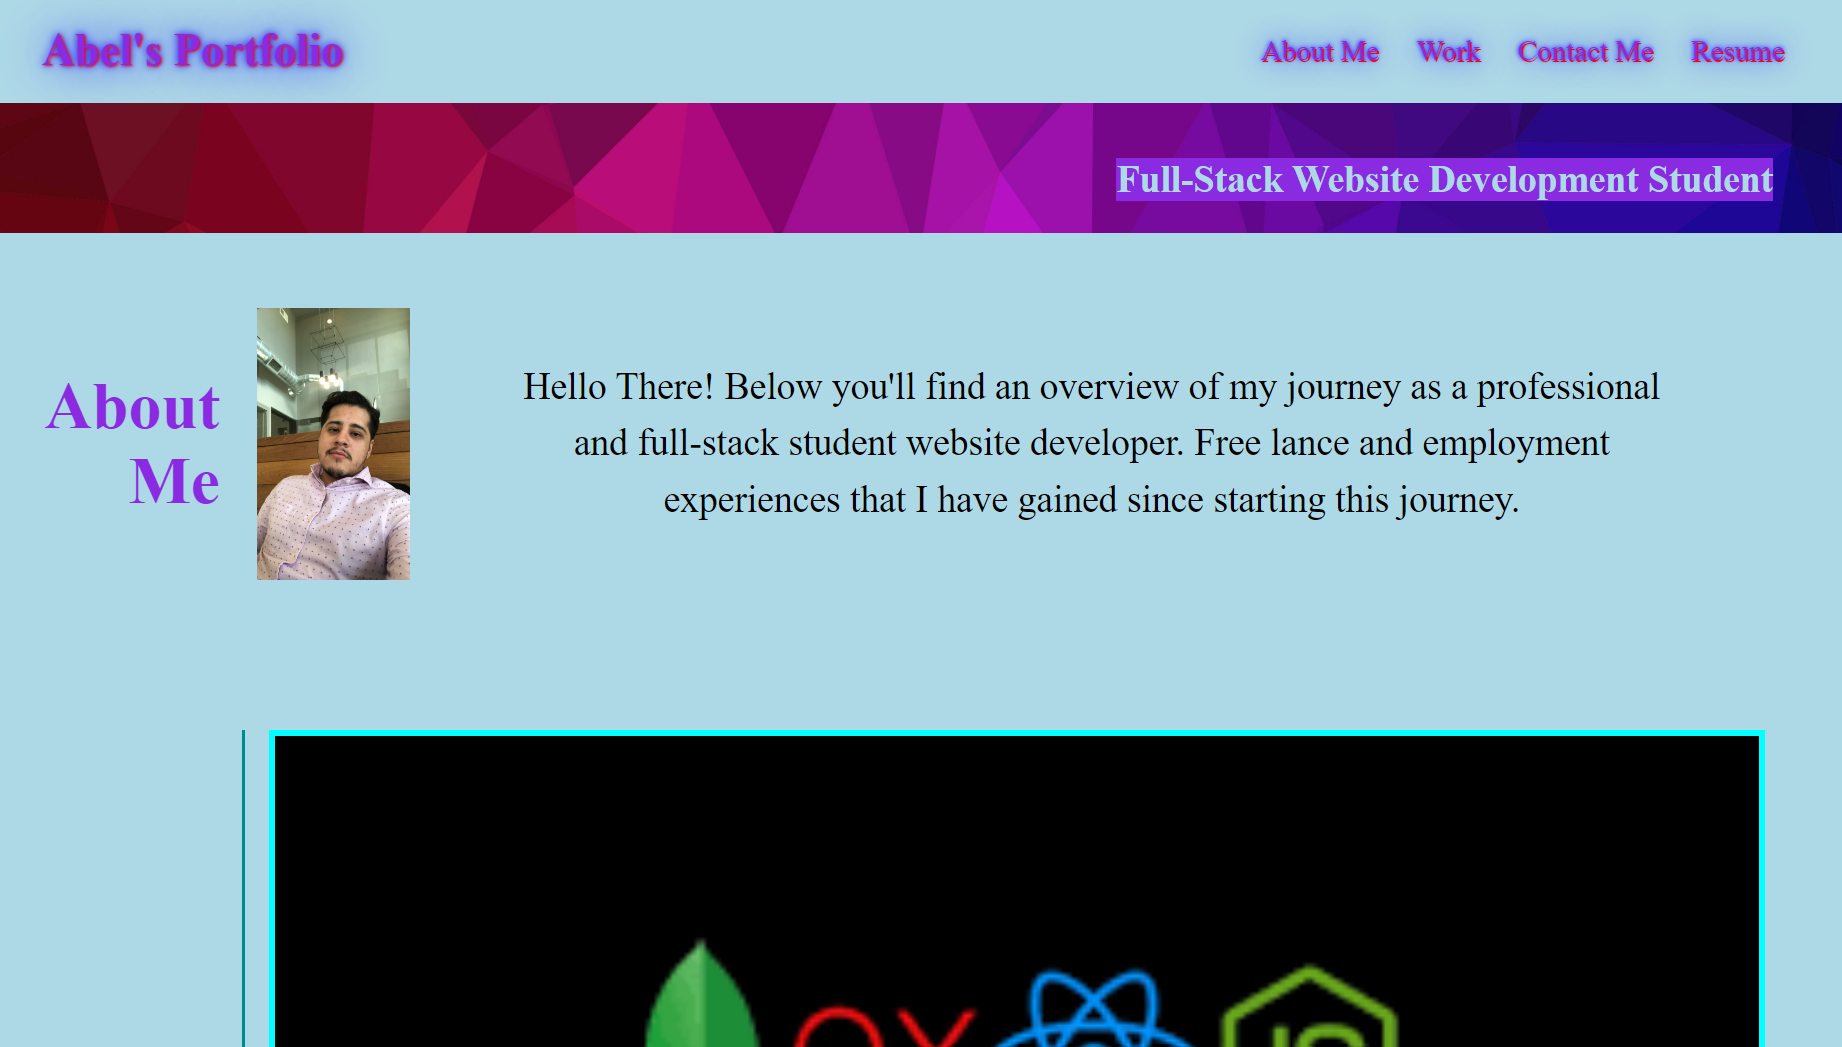 Abel's Portfolio
About Me Work Contact Me Resume
Full-Stack Website Development Student
About
Me
Hello There! Below you'll find an overview of my journey as a professional
and full-stack student website developer. Free lance and employment
experiences that I have gained since starting this journey.